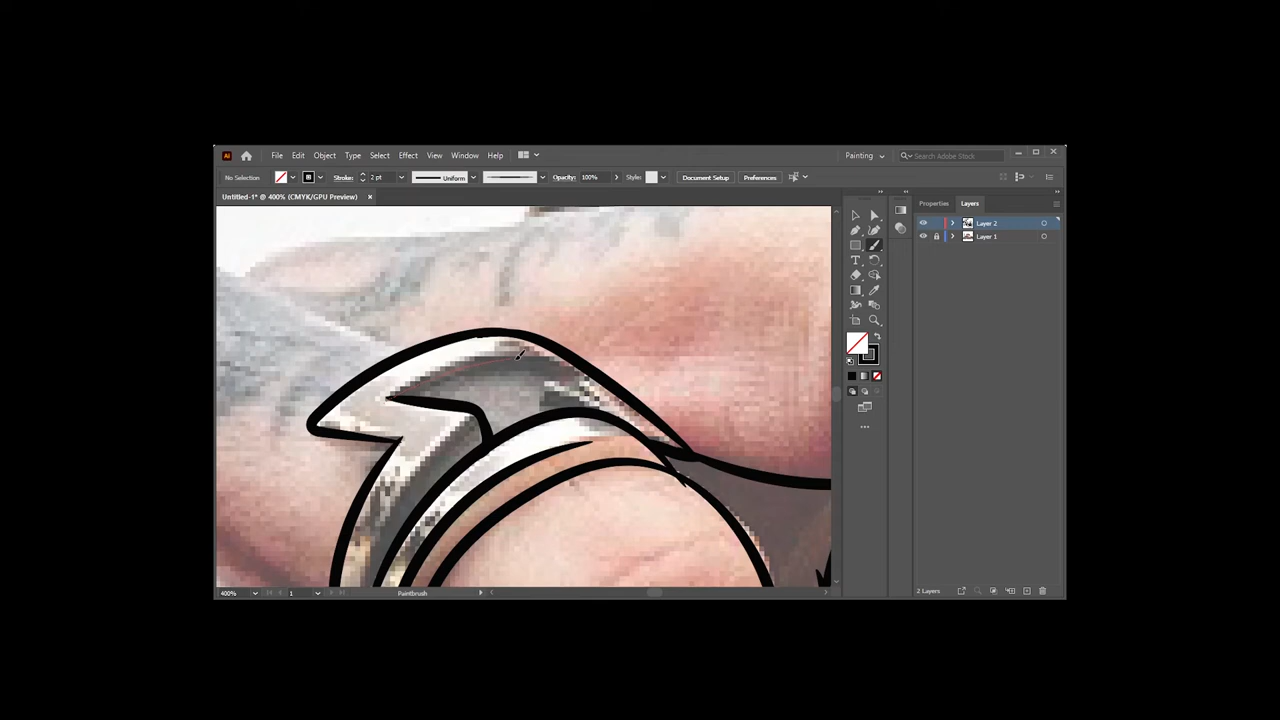 Ai File Edit Object Type Select Effect View Window Help Painting Search Adobe Stock
No Selection Stroke: 2 pt Uniform Opacity: 100% Style: Document Setup Preferences
Untitled-1* @ 400% (CMYK/GPU Preview)
Properties Layers
Layer 2
Layer 1
400% 1 Paintbrush 2 Layers